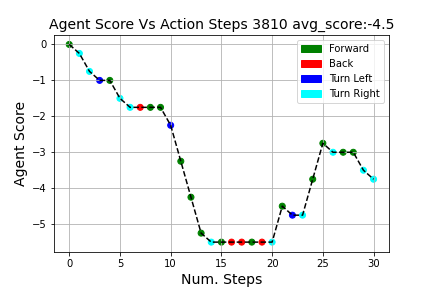 Agent Score Vs Action Steps 3810 avg_score:-4.5
Forward
Back
Turn Left
Turn Right
Agent Score
0
−1
−2
−3
−4
−5
0 5 10 15 20 25 30
Num. Steps